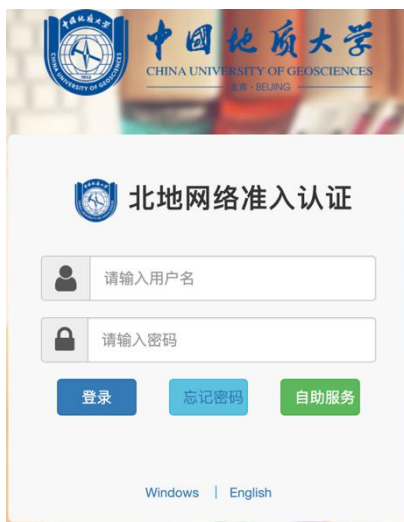 中國地质大学
CHINA UNIVERSITY OF GEOSCIENCES
北京·BEIJING
北地网络准入认证
请输入用户名
请输入密码
登录 忘记密码 自助服务
Windows | English